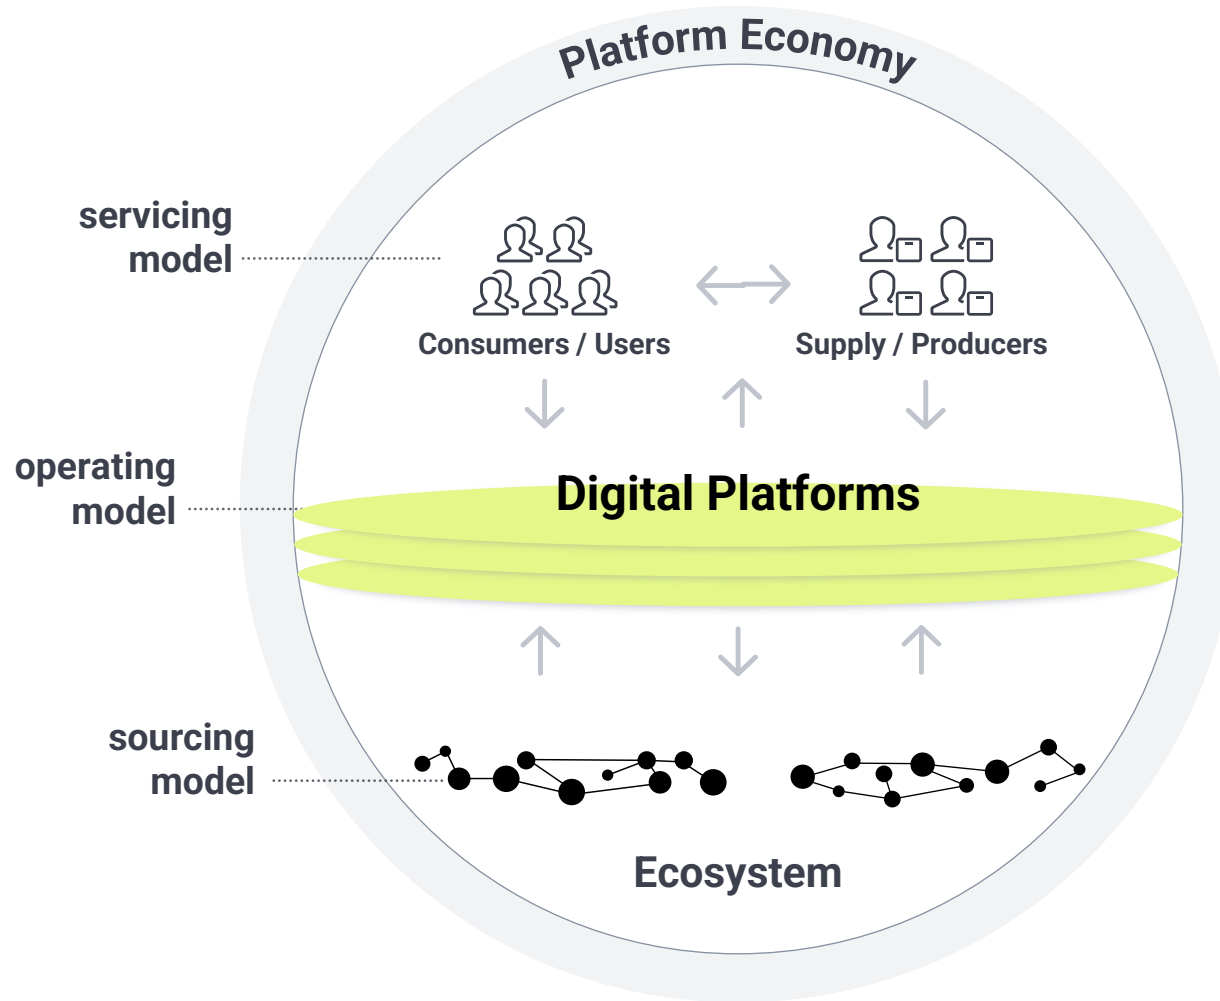 Platform Economy
servicing
model
Consumers / Users
Supply / Producers
operating
model
Digital Platforms
sourcing
model
Ecosystem